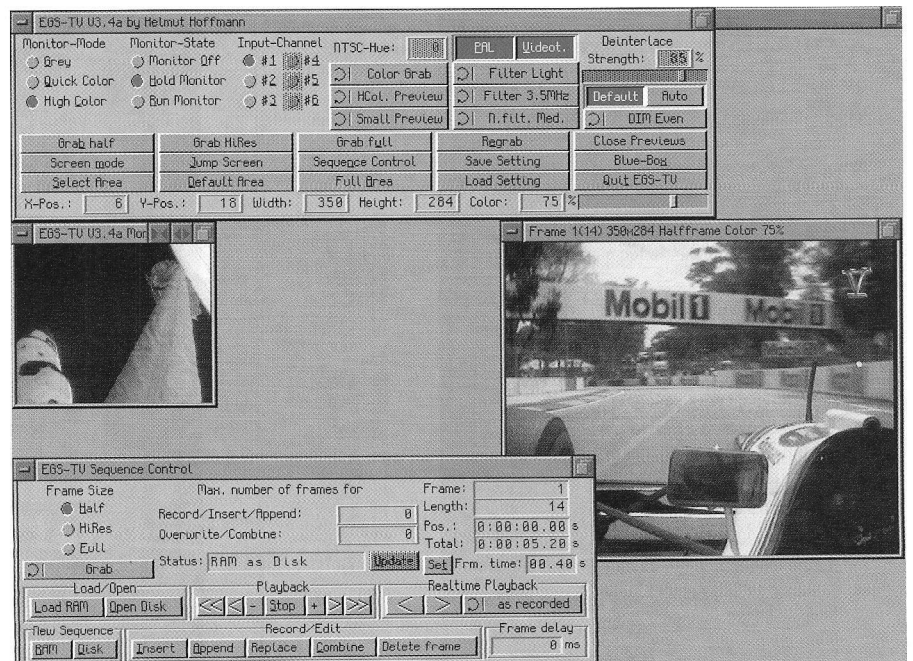 EGS-TV V3.4a by Helmut Hoffmann
Monitor-Mode Monitor-State Input-Channel NTSC-Hue: 0 PAL Videot. Deinterlace
Grey Monitor Off #1 #4 Strength: 85 %
Quick Color Hold Monitor #2 #5 Color Grab Filter Light
High Color Run Monitor #3 #6 HCol. Preview Filter 3.5MHz Default Auto
Small Preview N.filt. Med. DIM Even
Grab half Grab HiRes Grab full Regrab Close Previews
Screen mode Jump Screen Sequence Control Save Setting Blue-Box
Select Area Default Area Full Area Load Setting Quit EGS-TV
X-Pos.: 6 Y-Pos.: 18 Width: 350 Height: 284 Color: 75 %
EGS-TV V3.4a Mor
Frame 1(14) 350x284 Halfframe Color 75%
Mobil 1 Mobil 1
EGS-TV Sequence Control
Frame Size Max. number of frames for Frame: 1
Half Record/Insert/Append: 0 Length: 14
HiRes Overwrite/Combine: 0 Pos.: 0:00:00.00 s
Full Total: 0:00:05.20 s
Grab Status: RAM as Disk Update Set Frm. time: 00.40 s
Load/Open Playback Realtime Playback
Load RAM Open Disk << < - Stop + > >> < > as recorded
New Sequence Record/Edit Frame delay
RAM Disk Insert Append Replace Combine Delete frame 0 ms